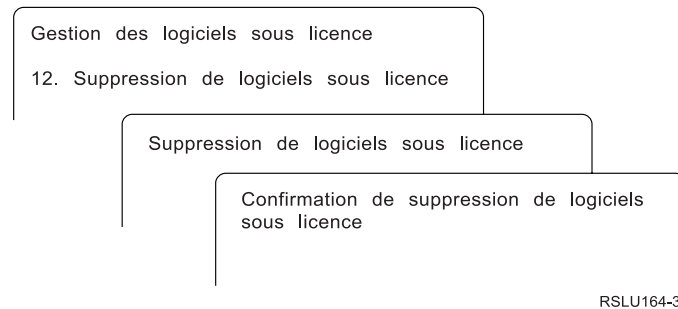 Gestion des logiciels sous licence
12. Suppression de logiciels sous licence
Suppression de logiciels sous licence
Confirmation de suppression de logiciels
sous licence
RSLU164-3